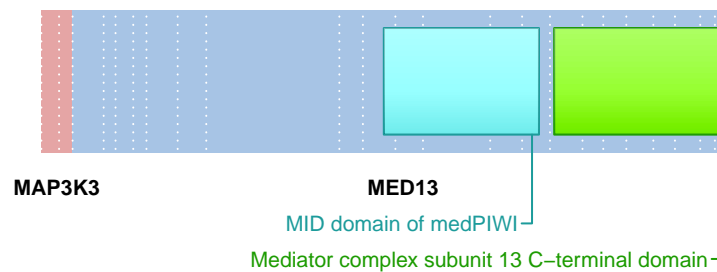 MAP3K3 MED13
MID domain of medPIWI
Mediator complex subunit 13 C−terminal domain